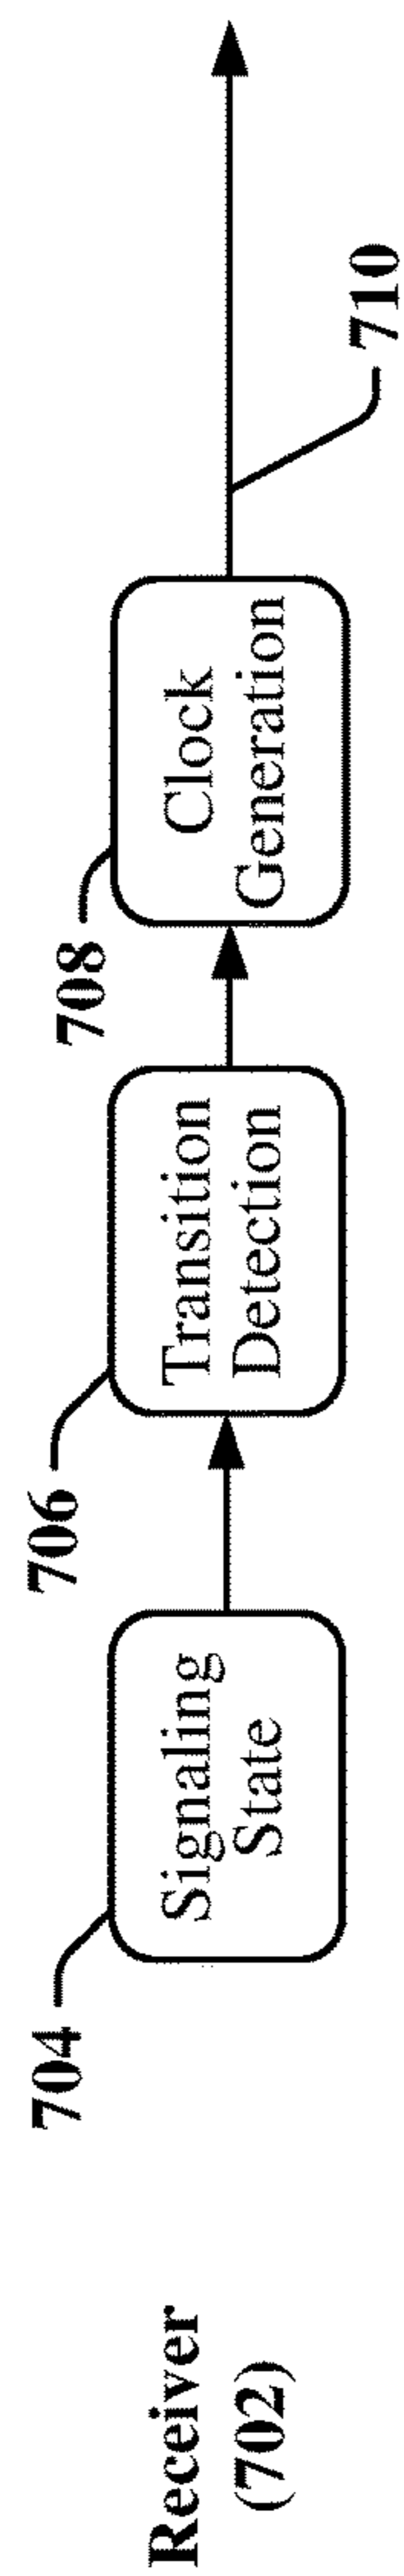 Receiver
(702)
704
Signaling
State
706
Transition
Detection
708
Clock
Generation
710